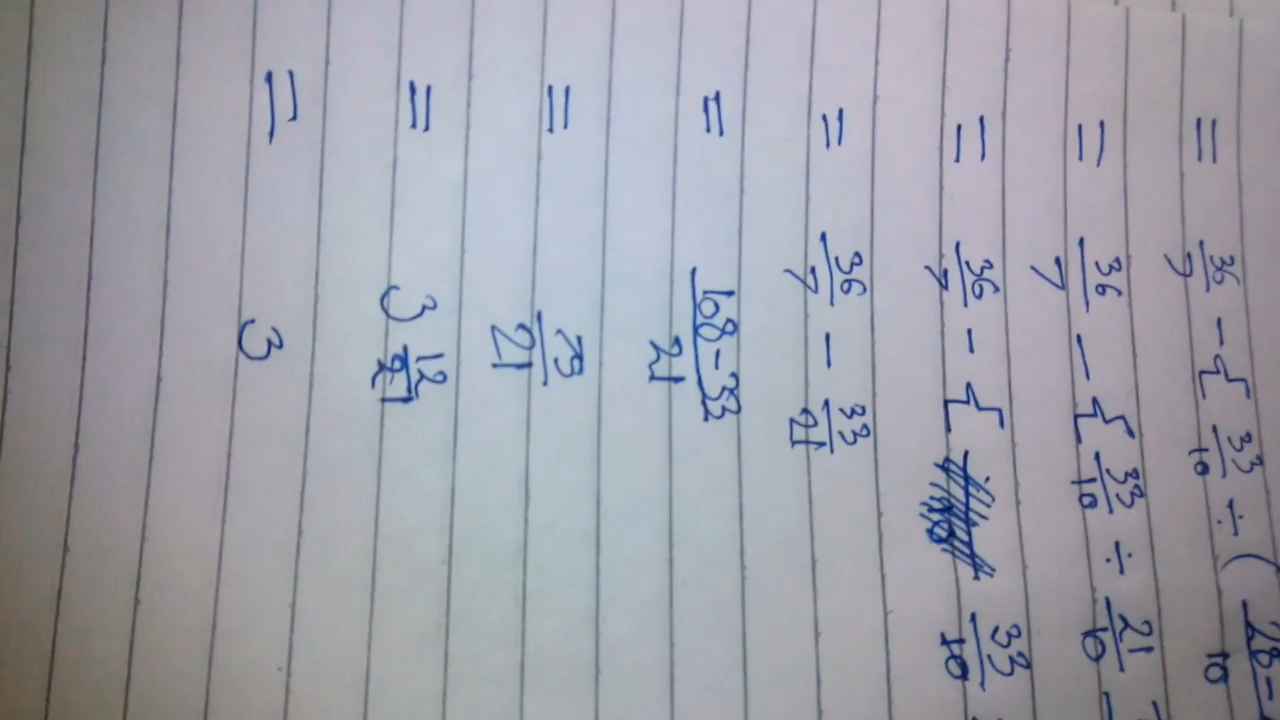 = 36/7 - { 33/10 ÷ ( 28- /10
= 36/7 - { 33/10 ÷ 21/10
= 36/7 - { 33/10
= 36/7 - 33/21
= 108-33/21
= 75/21
= 3 12/21
= 3